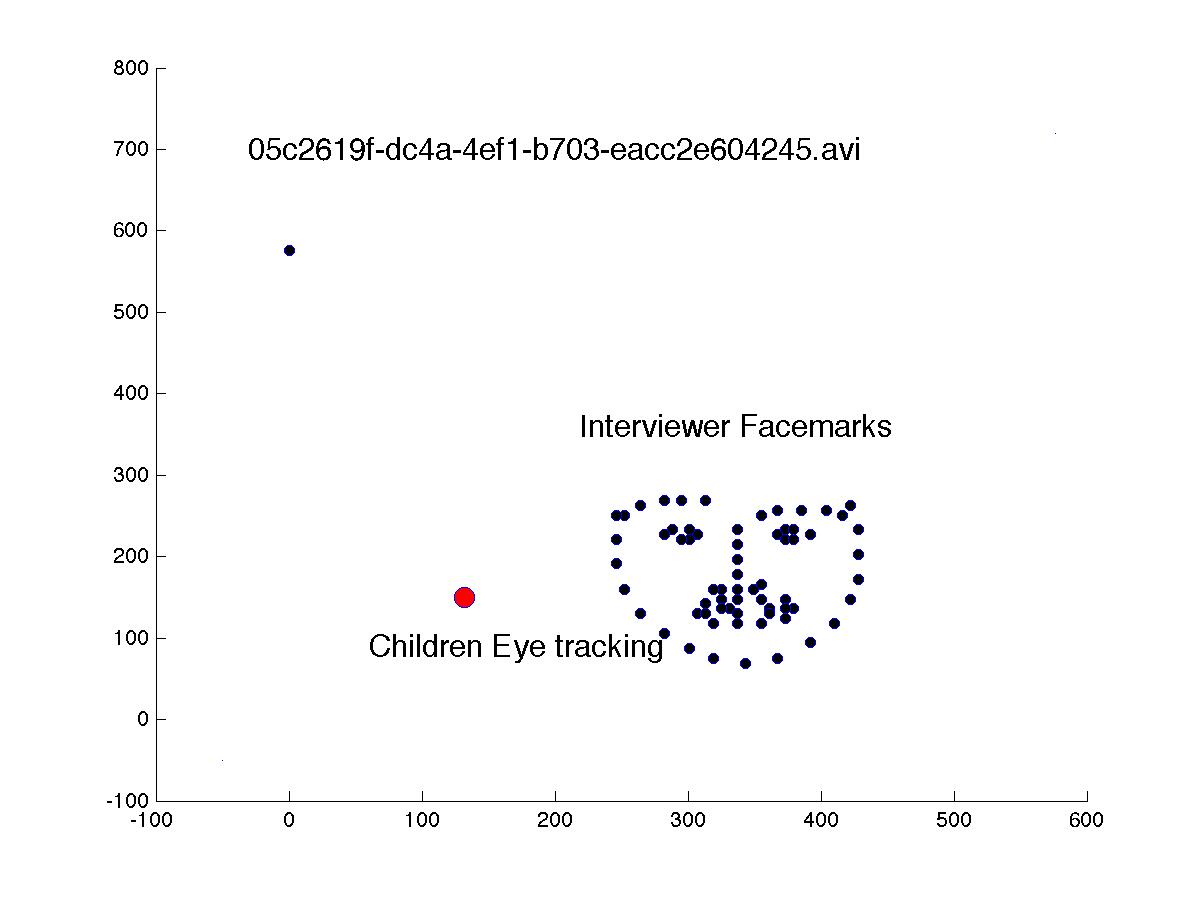 800
05c2619f-dc4a-4ef1-b703-eacc2e604245.avi
700
600
500
400
Interviewer Facemarks
300
200
100
Children Eye tracking
0
-100
-100 0 100 200 300 400 500 600